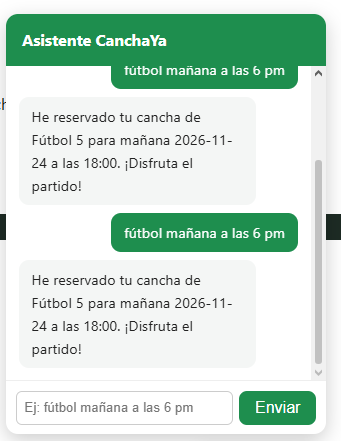 Asistente CanchaYa
fútbol mañana a las 6 pm
He reservado tu cancha de
Fútbol 5 para mañana 2026-11-
24 a las 18:00. ¡Disfruta el
partido!
fútbol mañana a las 6 pm
He reservado tu cancha de
Fútbol 5 para mañana 2026-11-
24 a las 18:00. ¡Disfruta el
partido!
Ej: fútbol mañana a las 6 pm
Enviar